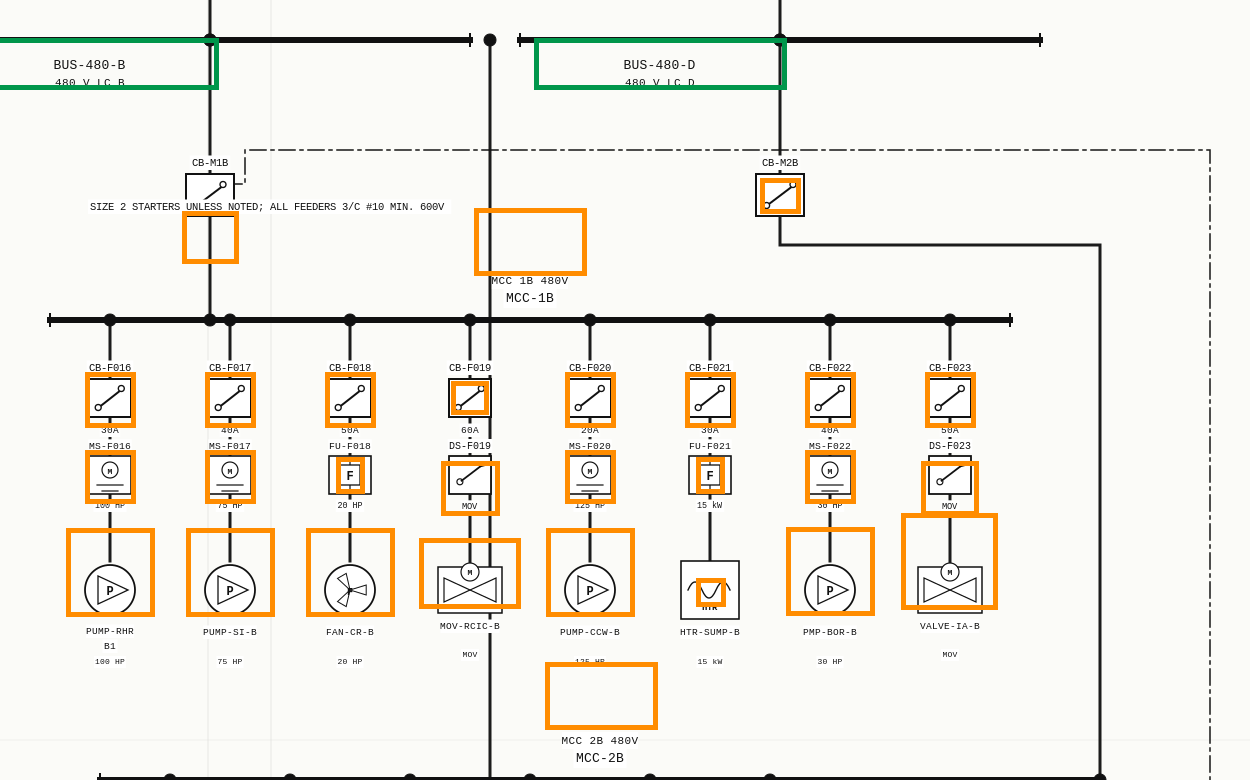 BUS-480-B
480 V LC B
BUS-480-D
480 V LC D
CB-M1B
CB-M2B
SIZE 2 STARTERS UNLESS NOTED; ALL FEEDERS 3/C #10 MIN. 600V
MCC 1B 480V
MCC-1B
CB-F016
CB-F017
CB-F018
CB-F019
CB-F020
CB-F021
CB-F022
CB-F023
30A
40A
50A
60A
20A
30A
40A
50A
MS-F016
MS-F017
FU-F018
DS-F019
MS-F020
FU-F021
MS-F022
DS-F023
M
M
F
M
F
M
100 HP
75 HP
20 HP
MOV
125 HP
15 kW
30 HP
MOV
P
P
M
P
HTR
P
M
PUMP-RHR
B1
PUMP-SI-B
FAN-CR-B
MOV-RCIC-B
PUMP-CCW-B
HTR-SUMP-B
PMP-BOR-B
VALVE-IA-B
100 HP
75 HP
20 HP
MOV
125 HP
15 kW
30 HP
MOV
MCC 2B 480V
MCC-2B